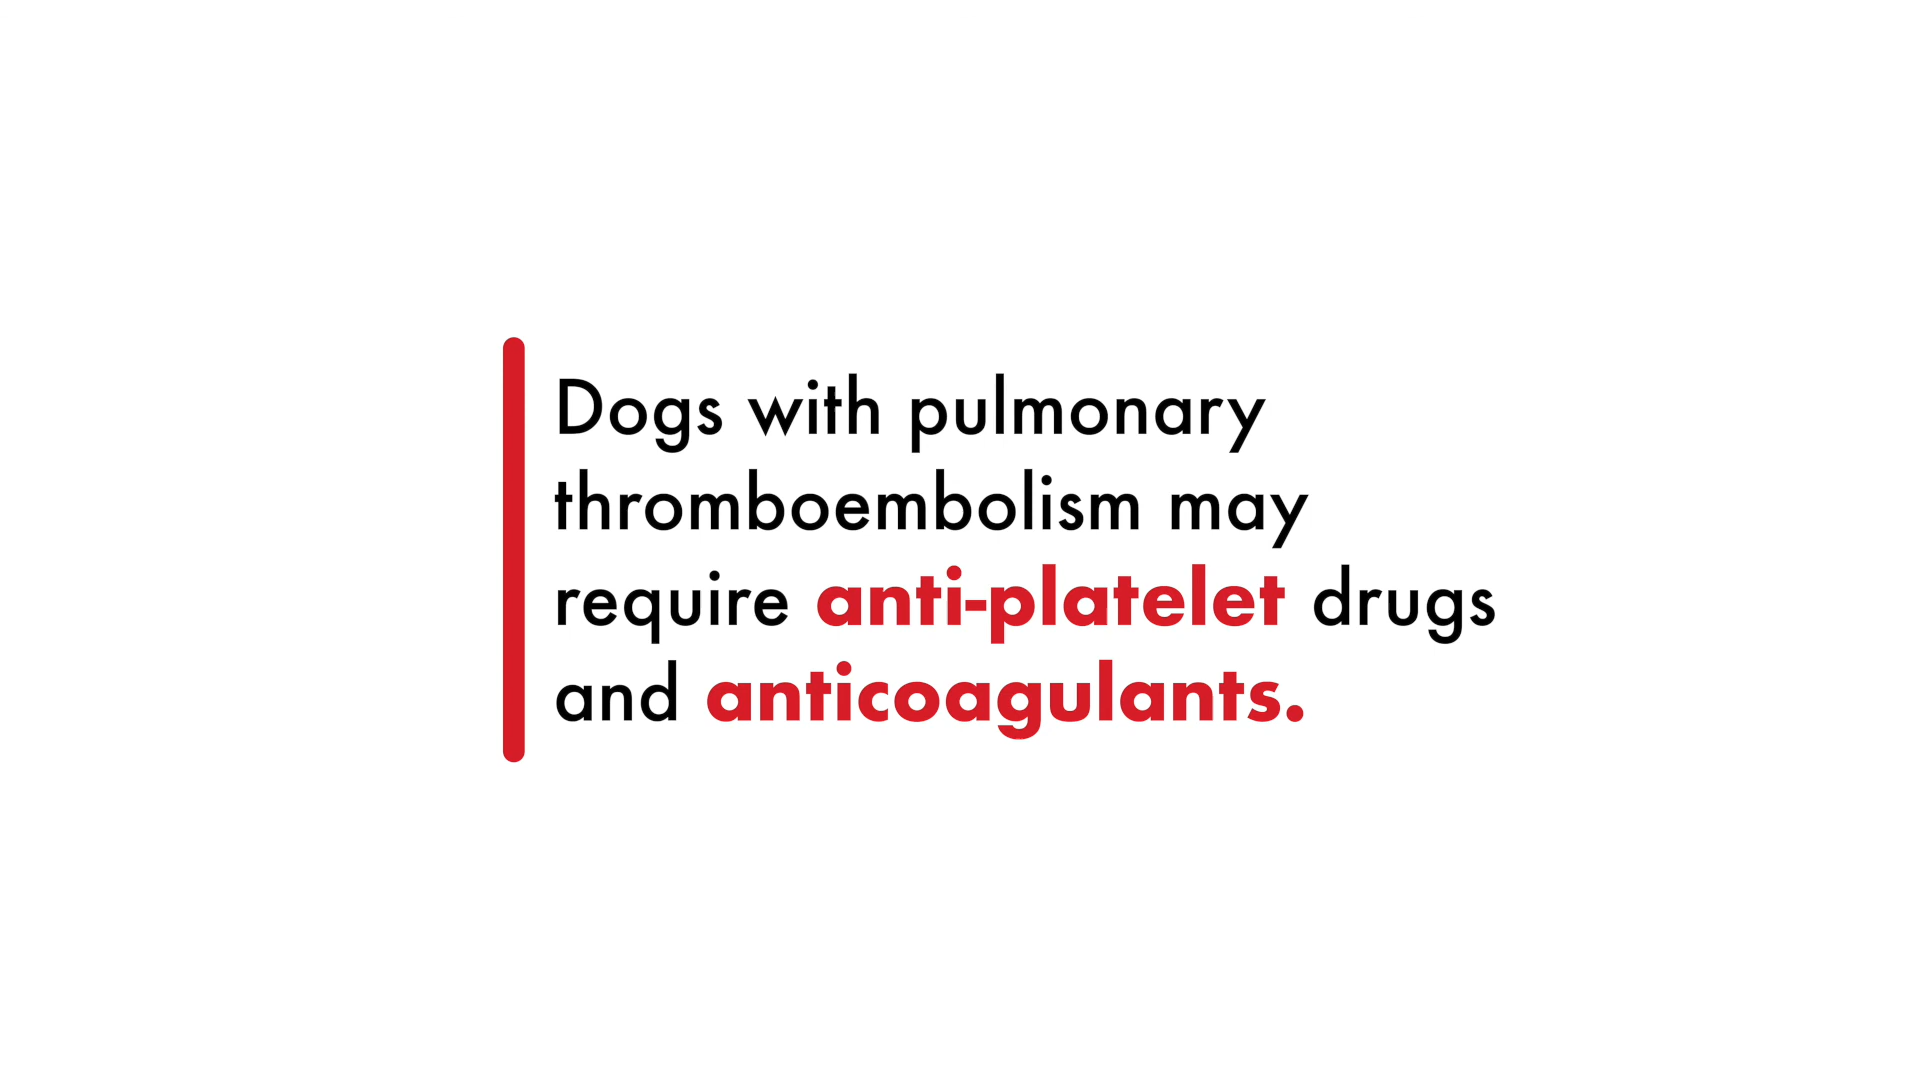 Dogs with pulmonary
thromboembolism may
require anti-platelet drugs
and anticoagulants.